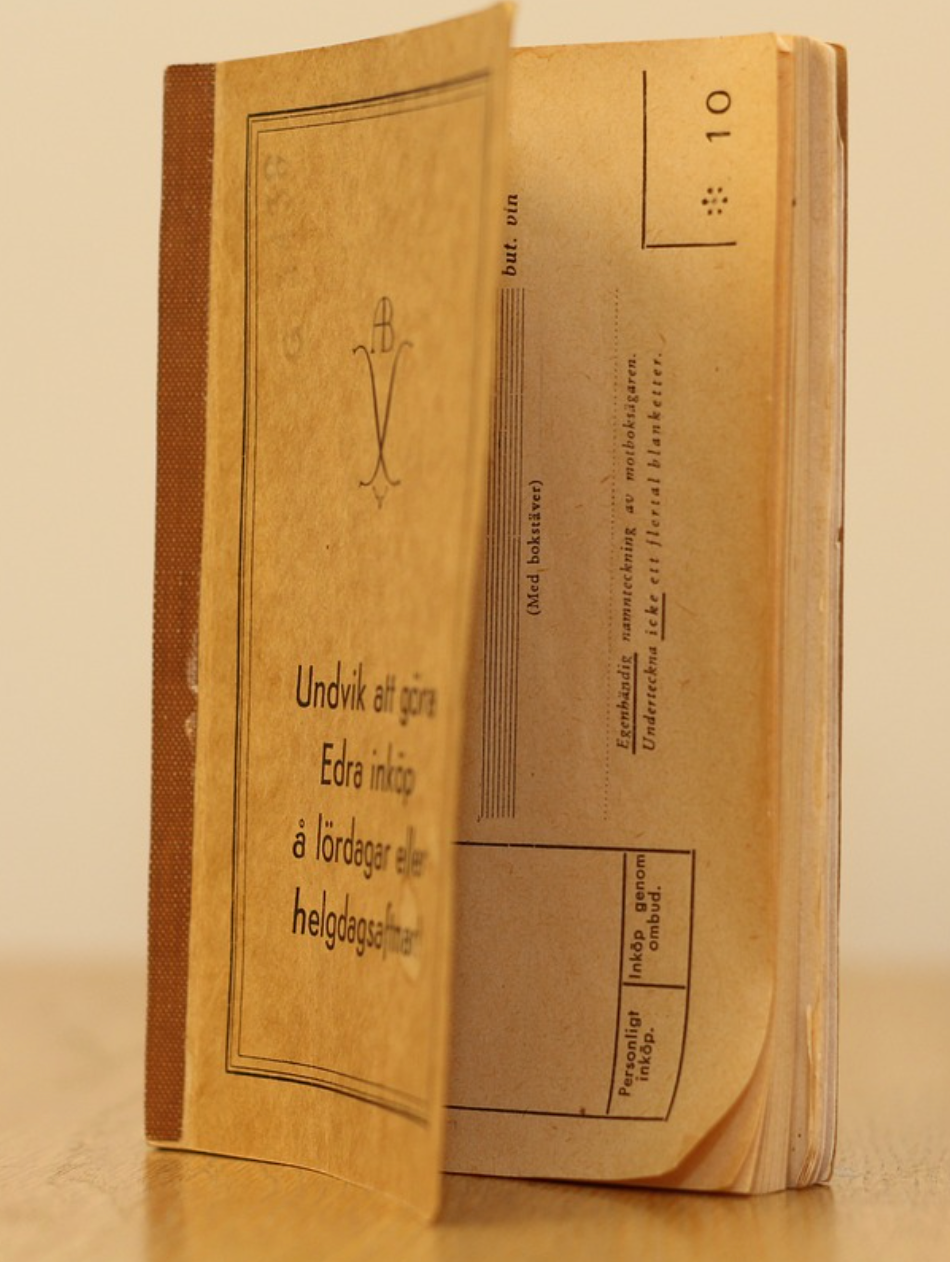 AB
Undvik att göra
Edra inköp
å lördagar eller
helgdagsaftnar!
but. vin
(Med bokstäver)
Egenhändig namnteckning av motboksägaren.
Underteckna icke ett flertal blanketter.
10
Personligt
inköp.
Inköp genom
ombud.